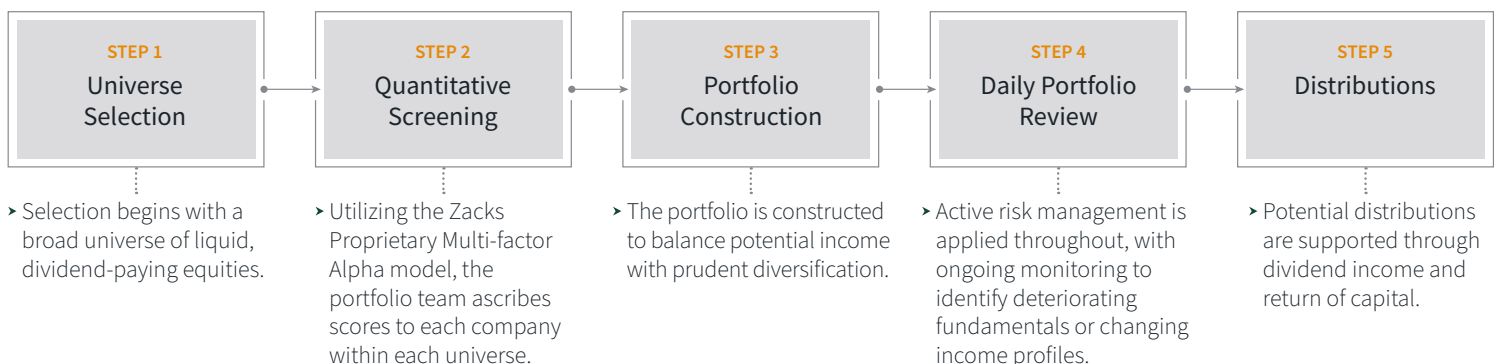 STEP 1
Universe
Selection
STEP 2
Quantitative
Screening
STEP 3
Portfolio
Construction
STEP 4
Daily Portfolio
Review
STEP 5
Distributions
Selection begins with a
broad universe of liquid,
dividend-paying equities.
Utilizing the Zacks
Proprietary Multi-factor
Alpha model, the
portfolio team ascribes
scores to each company
within each universe.
The portfolio is constructed
to balance potential income
with prudent diversification.
Active risk management is
applied throughout, with
ongoing monitoring to
identify deteriorating
fundamentals or changing
income profiles.
Potential distributions
are supported through
dividend income and
return of capital.